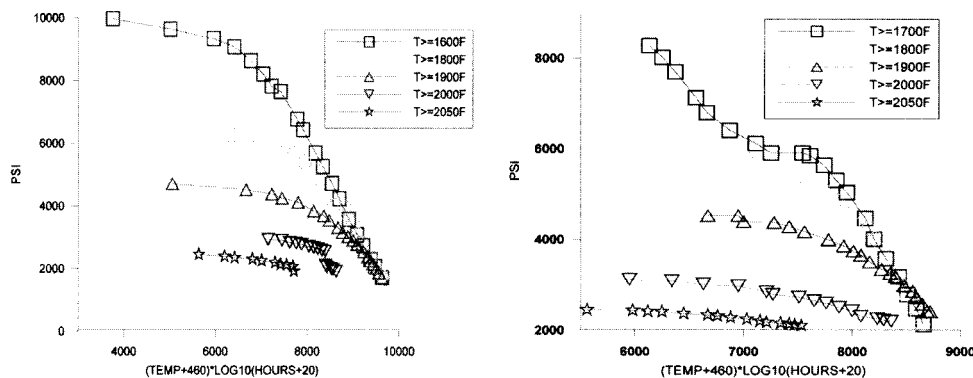 10000
8000
6000
4000
2000
0
PSI
4000
6000
8000
10000
(TEMP+460)*LOG10(HOURS+20)
T>=1600F
T>=1800F
T>=1900F
T>=2000F
T>=2050F
8000
6000
4000
2000
PSI
6000
7000
8000
9000
(TEMP+460)*LOG10(HOURS+20)
T>=1700F
T>=1800F
T>=1900F
T>=2000F
T>=2050F